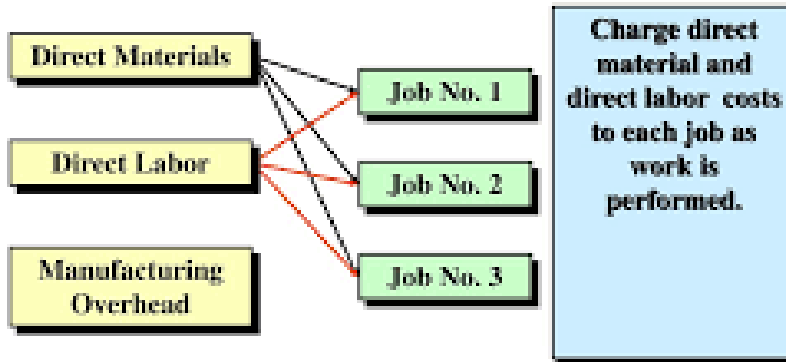 Direct Materials
Direct Labor
Manufacturing
Overhead
Job No. 1
Job No. 2
Job No. 3
Charge direct
material and
direct labor costs
to each job as
work is
performed.